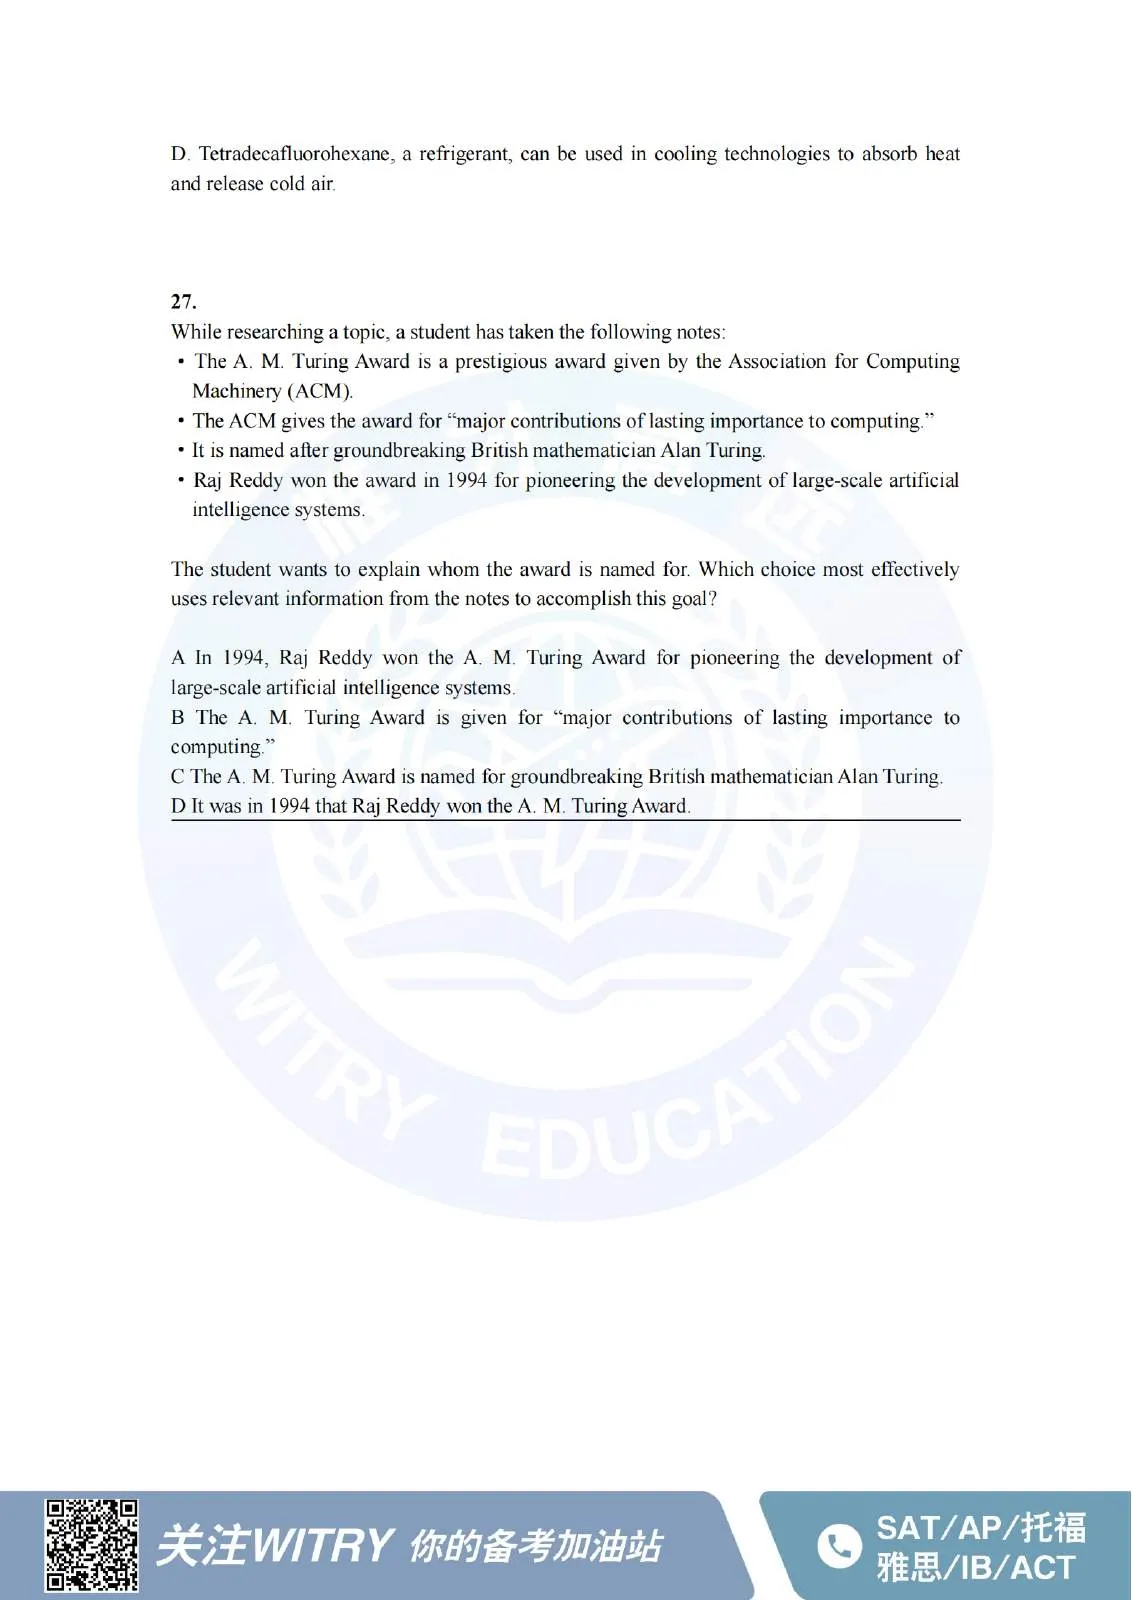 D. Tetradecafluorohexane, a refrigerant, can be used in cooling technologies to absorb heat
and release cold air.
27.
While researching a topic, a student has taken the following notes:
• The A. M. Turing Award is a prestigious award given by the Association for Computing
Machinery (ACM).
• The ACM gives the award for “major contributions of lasting importance to computing.”
• It is named after groundbreaking British mathematician Alan Turing.
• Raj Reddy won the award in 1994 for pioneering the development of large-scale artificial
intelligence systems.
The student wants to explain whom the award is named for. Which choice most effectively
uses relevant information from the notes to accomplish this goal?
A In 1994, Raj Reddy won the A. M. Turing Award for pioneering the development of
large-scale artificial intelligence systems.
B The A. M. Turing Award is given for “major contributions of lasting importance to
computing.”
C The A. M. Turing Award is named for groundbreaking British mathematician Alan Turing.
D It was in 1994 that Raj Reddy won the A. M. Turing Award.
WITRY EDUCATION
关注WITRY 你的备考加油站
SAT/AP/托福
雅思/IB/ACT